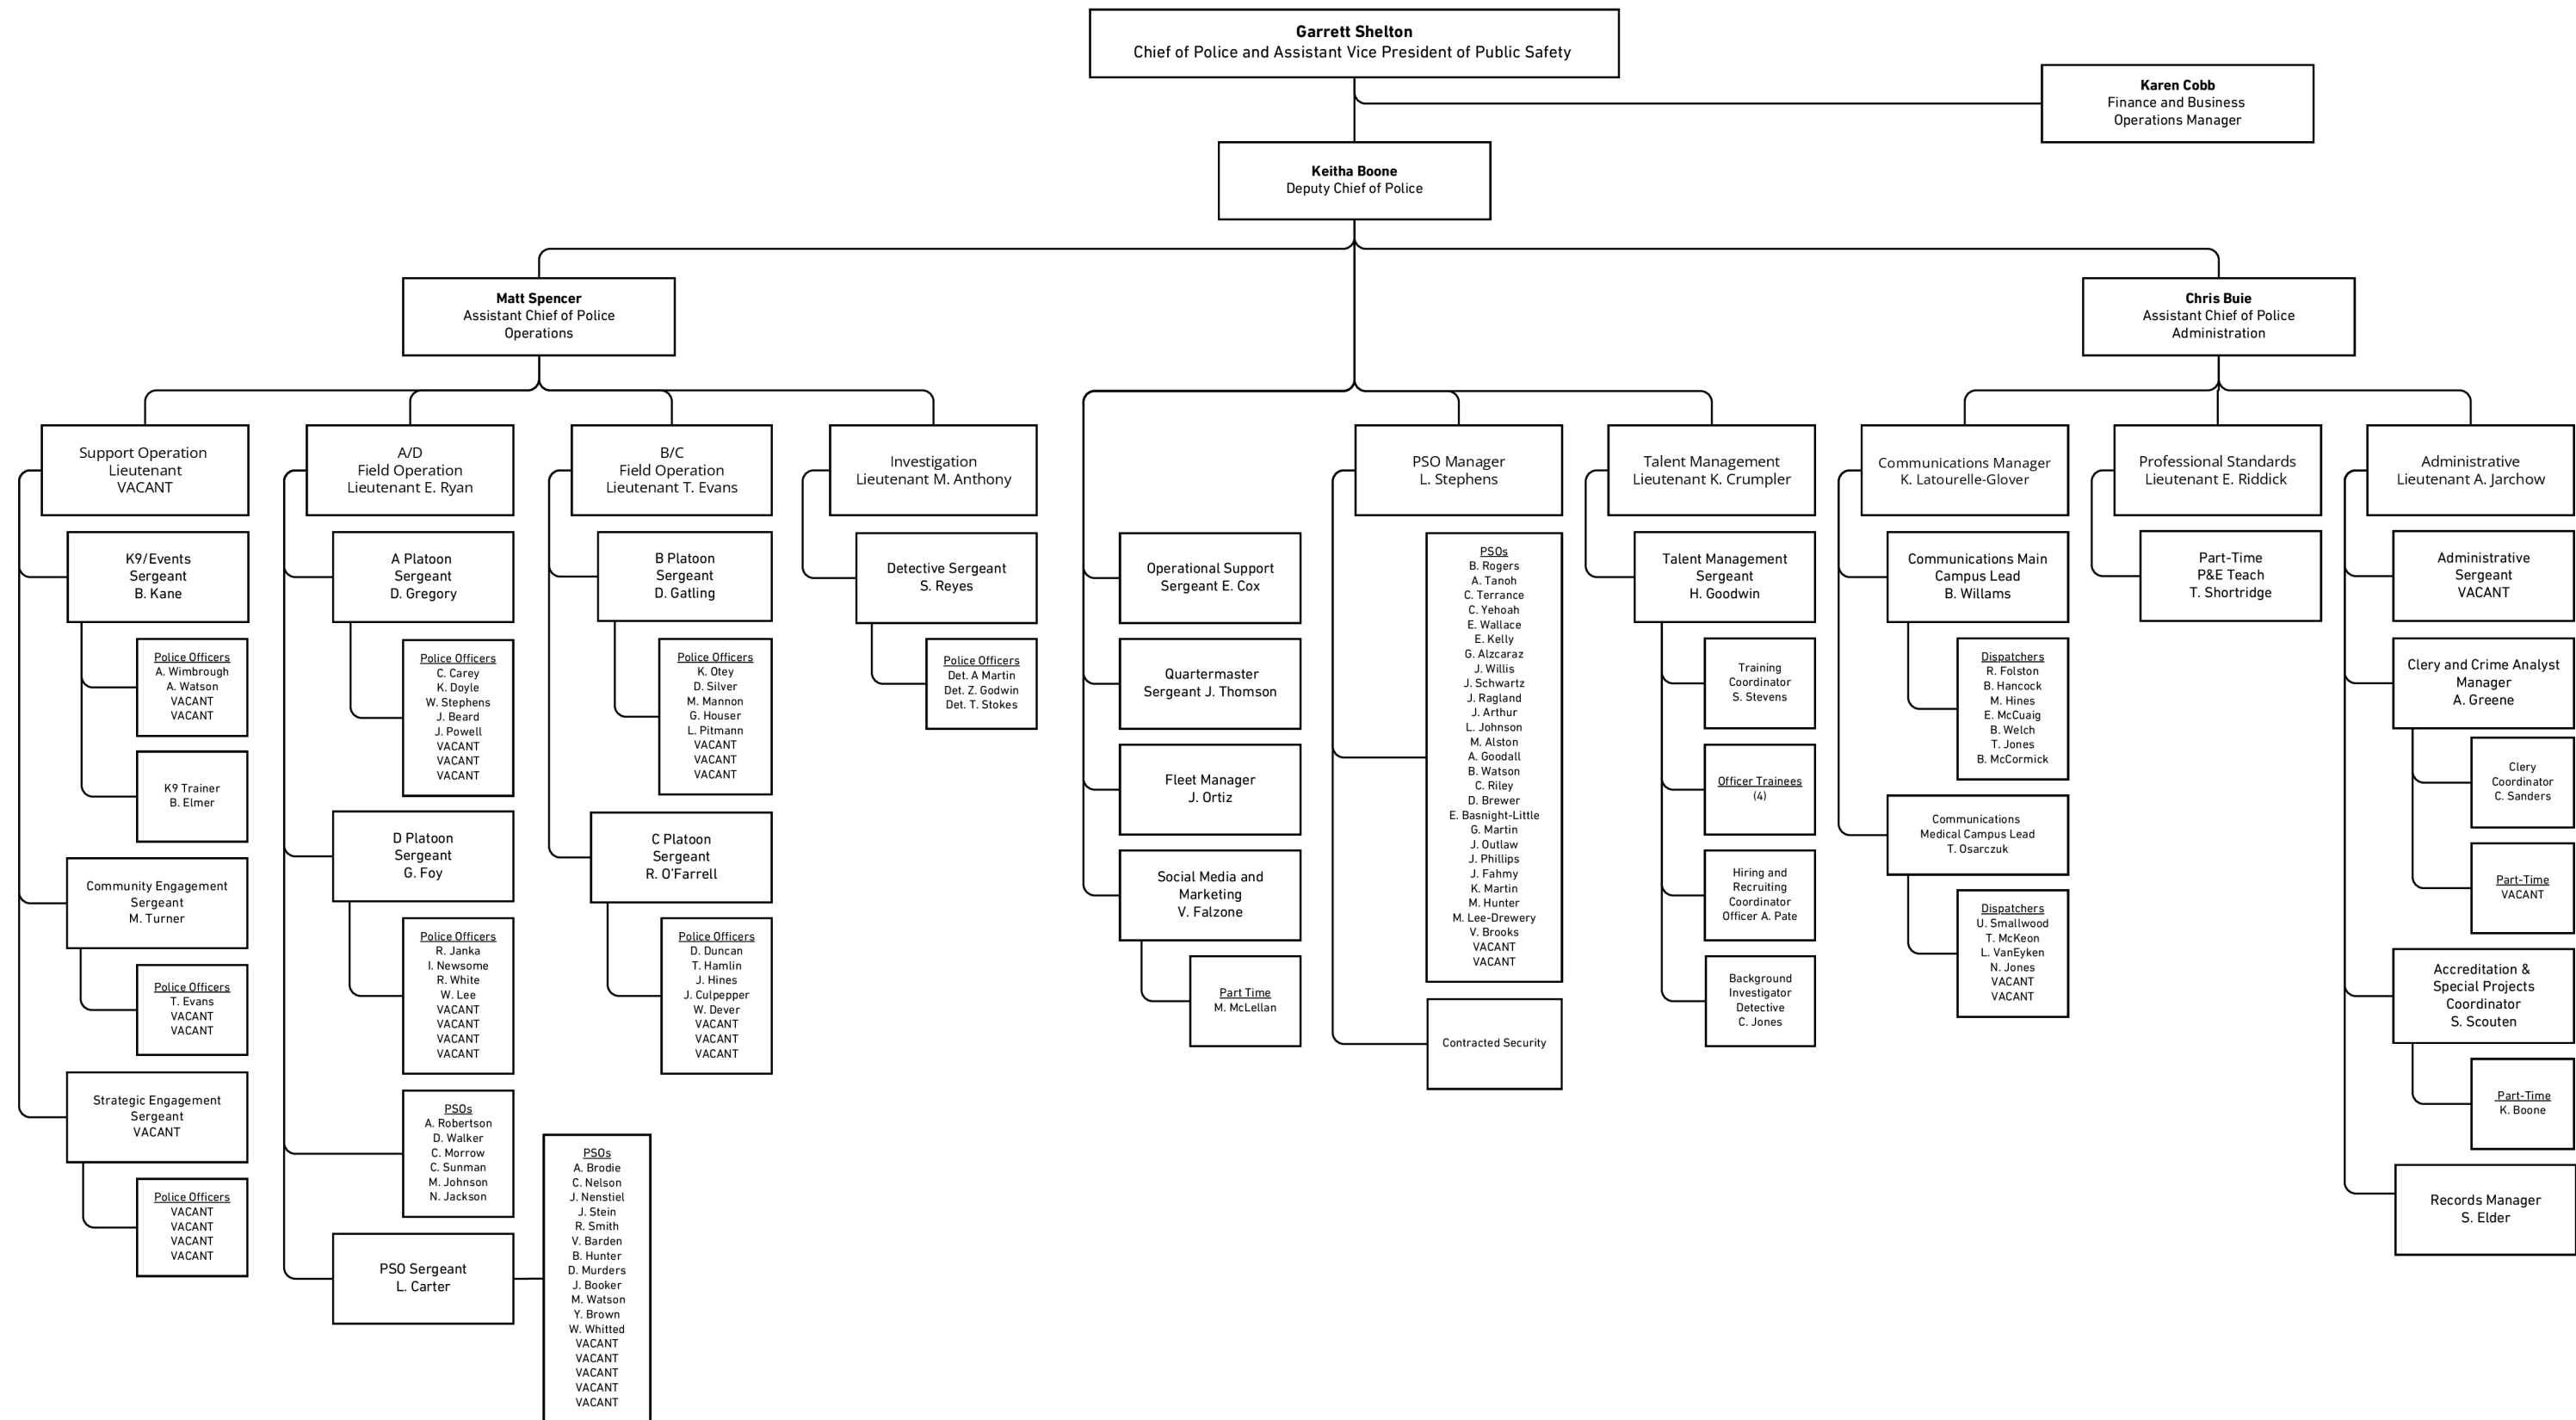 Garrett Shelton
Chief of Police and Assistant Vice President of Public Safety
Karen Cobb
Finance and Business
Operations Manager
Keitha Boone
Deputy Chief of Police
Matt Spencer
Assistant Chief of Police
Operations
Chris Buie
Assistant Chief of Police
Administration
Support Operation
Lieutenant
VACANT
K9/Events
Sergeant
B. Kane
Police Officers
A. Wimbrough
A. Watson
VACANT
VACANT
K9 Trainer
B. Elmer
Community Engagement
Sergeant
M. Turner
Police Officers
T. Evans
VACANT
VACANT
Strategic Engagement
Sergeant
VACANT
Police Officers
VACANT
VACANT
VACANT
VACANT
A/D
Field Operation
Lieutenant E. Ryan
A Platoon
Sergeant
D. Gregory
Police Officers
C. Carey
K. Doyle
W. Stephens
J. Beard
J. Powell
VACANT
VACANT
VACANT
D Platoon
Sergeant
G. Foy
Police Officers
R. Janka
I. Newsome
R. White
W. Lee
VACANT
VACANT
VACANT
VACANT
PSOs
A. Robertson
D. Walker
C. Morrow
C. Sunman
M. Johnson
N. Jackson
PSO Sergeant
L. Carter
PSOs
A. Brodie
C. Nelson
J. Nenstiel
J. Stein
R. Smith
V. Barden
B. Hunter
D. Murders
J. Booker
M. Watson
Y. Brown
W. Whitted
VACANT
VACANT
VACANT
VACANT
VACANT
B/C
Field Operation
Lieutenant T. Evans
B Platoon
Sergeant
D. Gatling
Police Officers
K. Otey
D. Silver
M. Mannon
G. Houser
L. Pitmann
VACANT
VACANT
VACANT
C Platoon
Sergeant
R. O'Farrell
Police Officers
D. Duncan
T. Hamlin
J. Hines
J. Culpepper
W. Dever
VACANT
VACANT
VACANT
Investigation
Lieutenant M. Anthony
Detective Sergeant
S. Reyes
Police Officers
Det. A Martin
Det. Z. Godwin
Det. T. Stokes
Operational Support
Sergeant E. Cox
Quartermaster
Sergeant J. Thomson
Fleet Manager
J. Ortiz
Social Media and
Marketing
V. Falzone
Part Time
M. McLellan
PSO Manager
L. Stephens
PSOs
B. Rogers
A. Tanoh
C. Terrance
C. Yehoah
E. Wallace
E. Kelly
G. Alzcaraz
J. Willis
J. Schwartz
J. Ragland
J. Arthur
L. Johnson
M. Alston
A. Goodall
B. Watson
C. Riley
D. Brewer
E. Basnight-Little
G. Martin
J. Outlaw
J. Phillips
J. Fahmy
K. Martin
M. Hunter
M. Lee-Drewery
V. Brooks
VACANT
VACANT
Contracted Security
Talent Management
Lieutenant K. Crumpler
Talent Management
Sergeant
H. Goodwin
Training
Coordinator
S. Stevens
Officer Trainees
(4)
Hiring and
Recruiting
Coordinator
Officer A. Pate
Background
Investigator
Detective
C. Jones
Communications Manager
K. Latourelle-Glover
Communications Main
Campus Lead
B. Willams
Dispatchers
R. Folston
B. Hancock
M. Hines
E. McCuaig
B. Welch
T. Jones
B. McCormick
Communications
Medical Campus Lead
T. Osarczuk
Dispatchers
U. Smallwood
T. McKeon
L. VanEyken
N. Jones
VACANT
VACANT
Professional Standards
Lieutenant E. Riddick
Part-Time
P&E Teach
T. Shortridge
Administrative
Lieutenant A. Jarchow
Administrative
Sergeant
VACANT
Clery and Crime Analyst
Manager
A. Greene
Clery
Coordinator
C. Sanders
Part-Time
VACANT
Accreditation &
Special Projects
Coordinator
S. Scouten
Part-Time
K. Boone
Records Manager
S. Elder